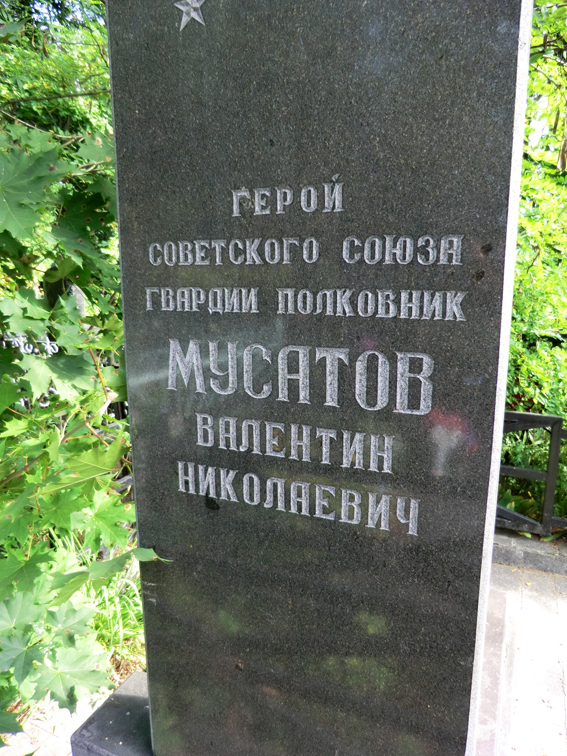 ГЕРОЙ
СОВЕТСКОГО СОЮЗА
ГВАРДИИ ПОЛКОВНИК
МУСАТОВ
ВАЛЕНТИН
НИКОЛАЕВИЧ